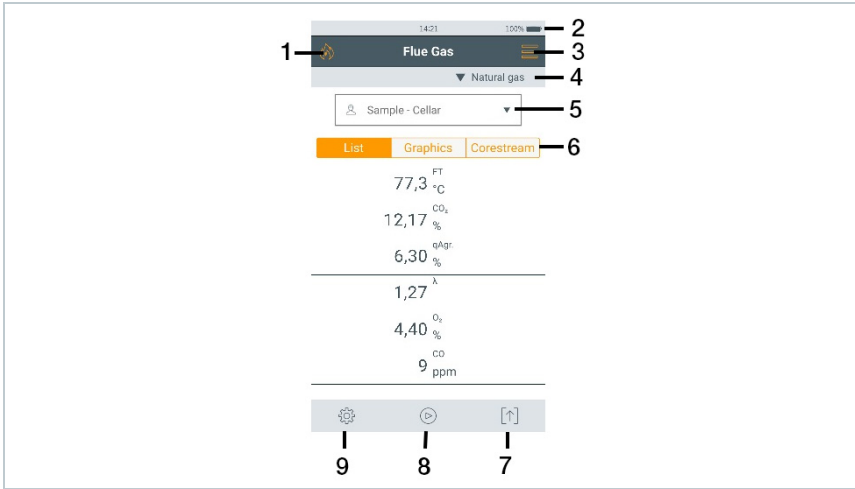 14:21 100%
2
1
Flue Gas
3
▼ Natural gas
4
Sample - Cellar ▼
5
List Graphics Corestream
6
FT
77,3 °C
CO₂
12,17 %
qAgr.
6,30 %
λ
1,27
O₂
4,40 %
CO
9 ppm
9 8 7